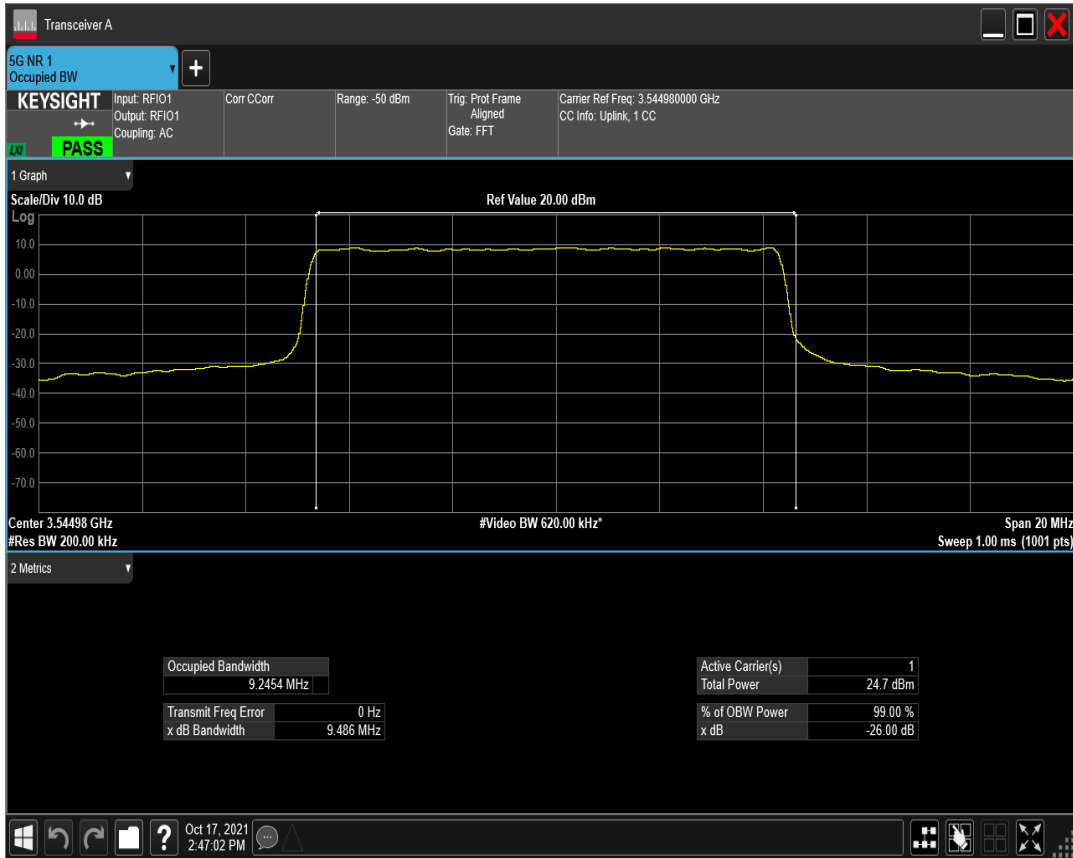 Transceiver A
5G NR 1
Occupied BW
KEYSIGHT
LXI
PASS
Input: RFIO1
Output: RFIO1
Coupling: AC
Corr CCorr
Range: -50 dBm
Trig: Prot Frame
Aligned
Gate: FFT
Carrier Ref Freq: 3.544980000 GHz
CC Info: Uplink, 1 CC
1 Graph
Scale/Div 10.0 dB
Ref Value 20.00 dBm
Log
10.0
0.00
-10.0
-20.0
-30.0
-40.0
-50.0
-60.0
-70.0
Center 3.54498 GHz
#Video BW 620.00 kHz*
Span 20 MHz
#Res BW 200.00 kHz
Sweep 1.00 ms (1001 pts)
2 Metrics
Occupied Bandwidth
9.2454 MHz
Transmit Freq Error 0 Hz
x dB Bandwidth 9.486 MHz
Active Carrier(s) 1
Total Power 24.7 dBm
% of OBW Power 99.00 %
x dB -26.00 dB
?
Oct 17, 2021
2:47:02 PM